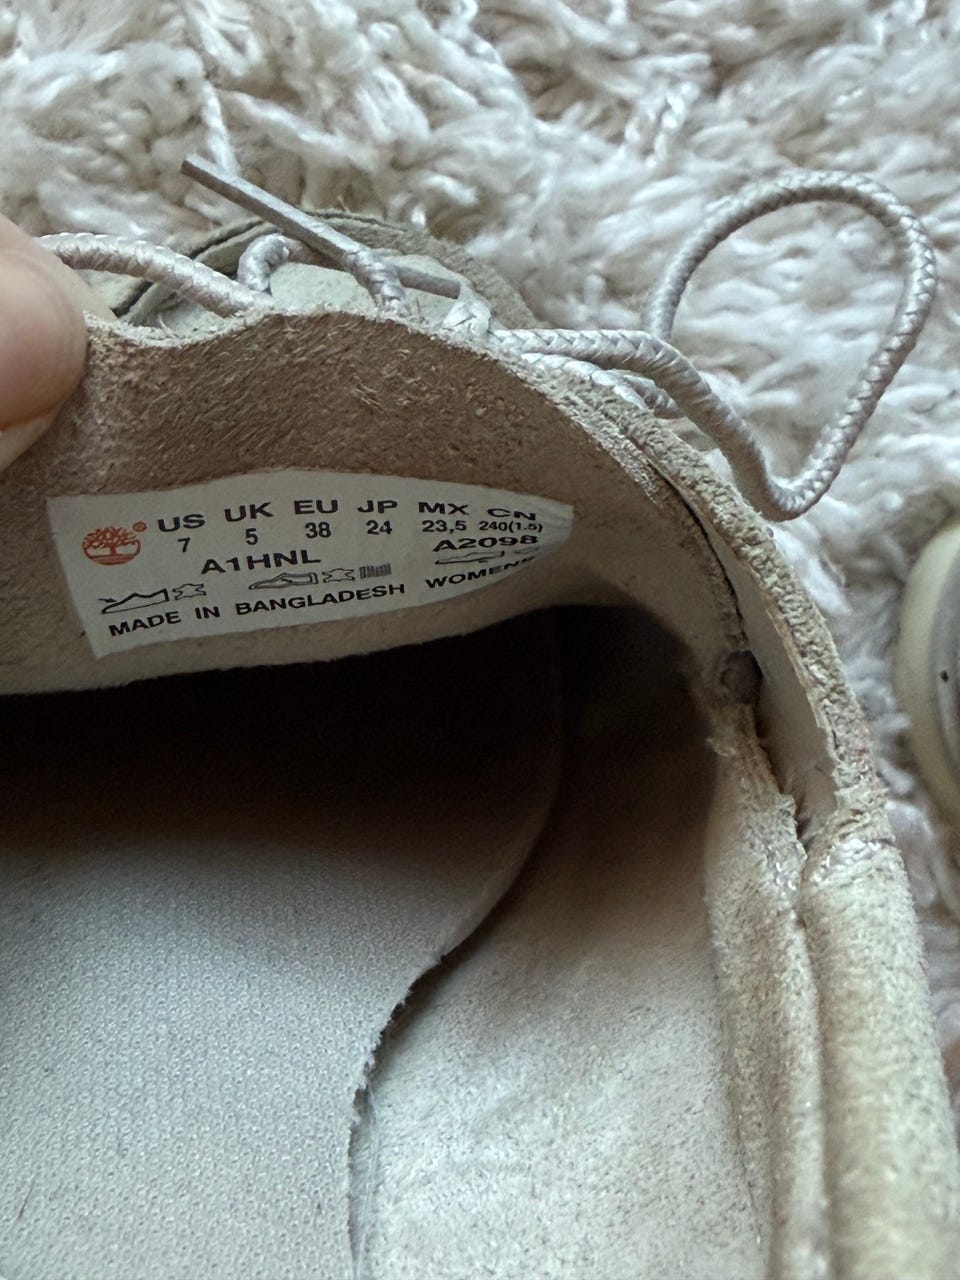 ® US UK EU JP MX CN
7 5 38 24 23,5 240(1.5)
A1HNL A2098
MADE IN BANGLADESH WOMENS